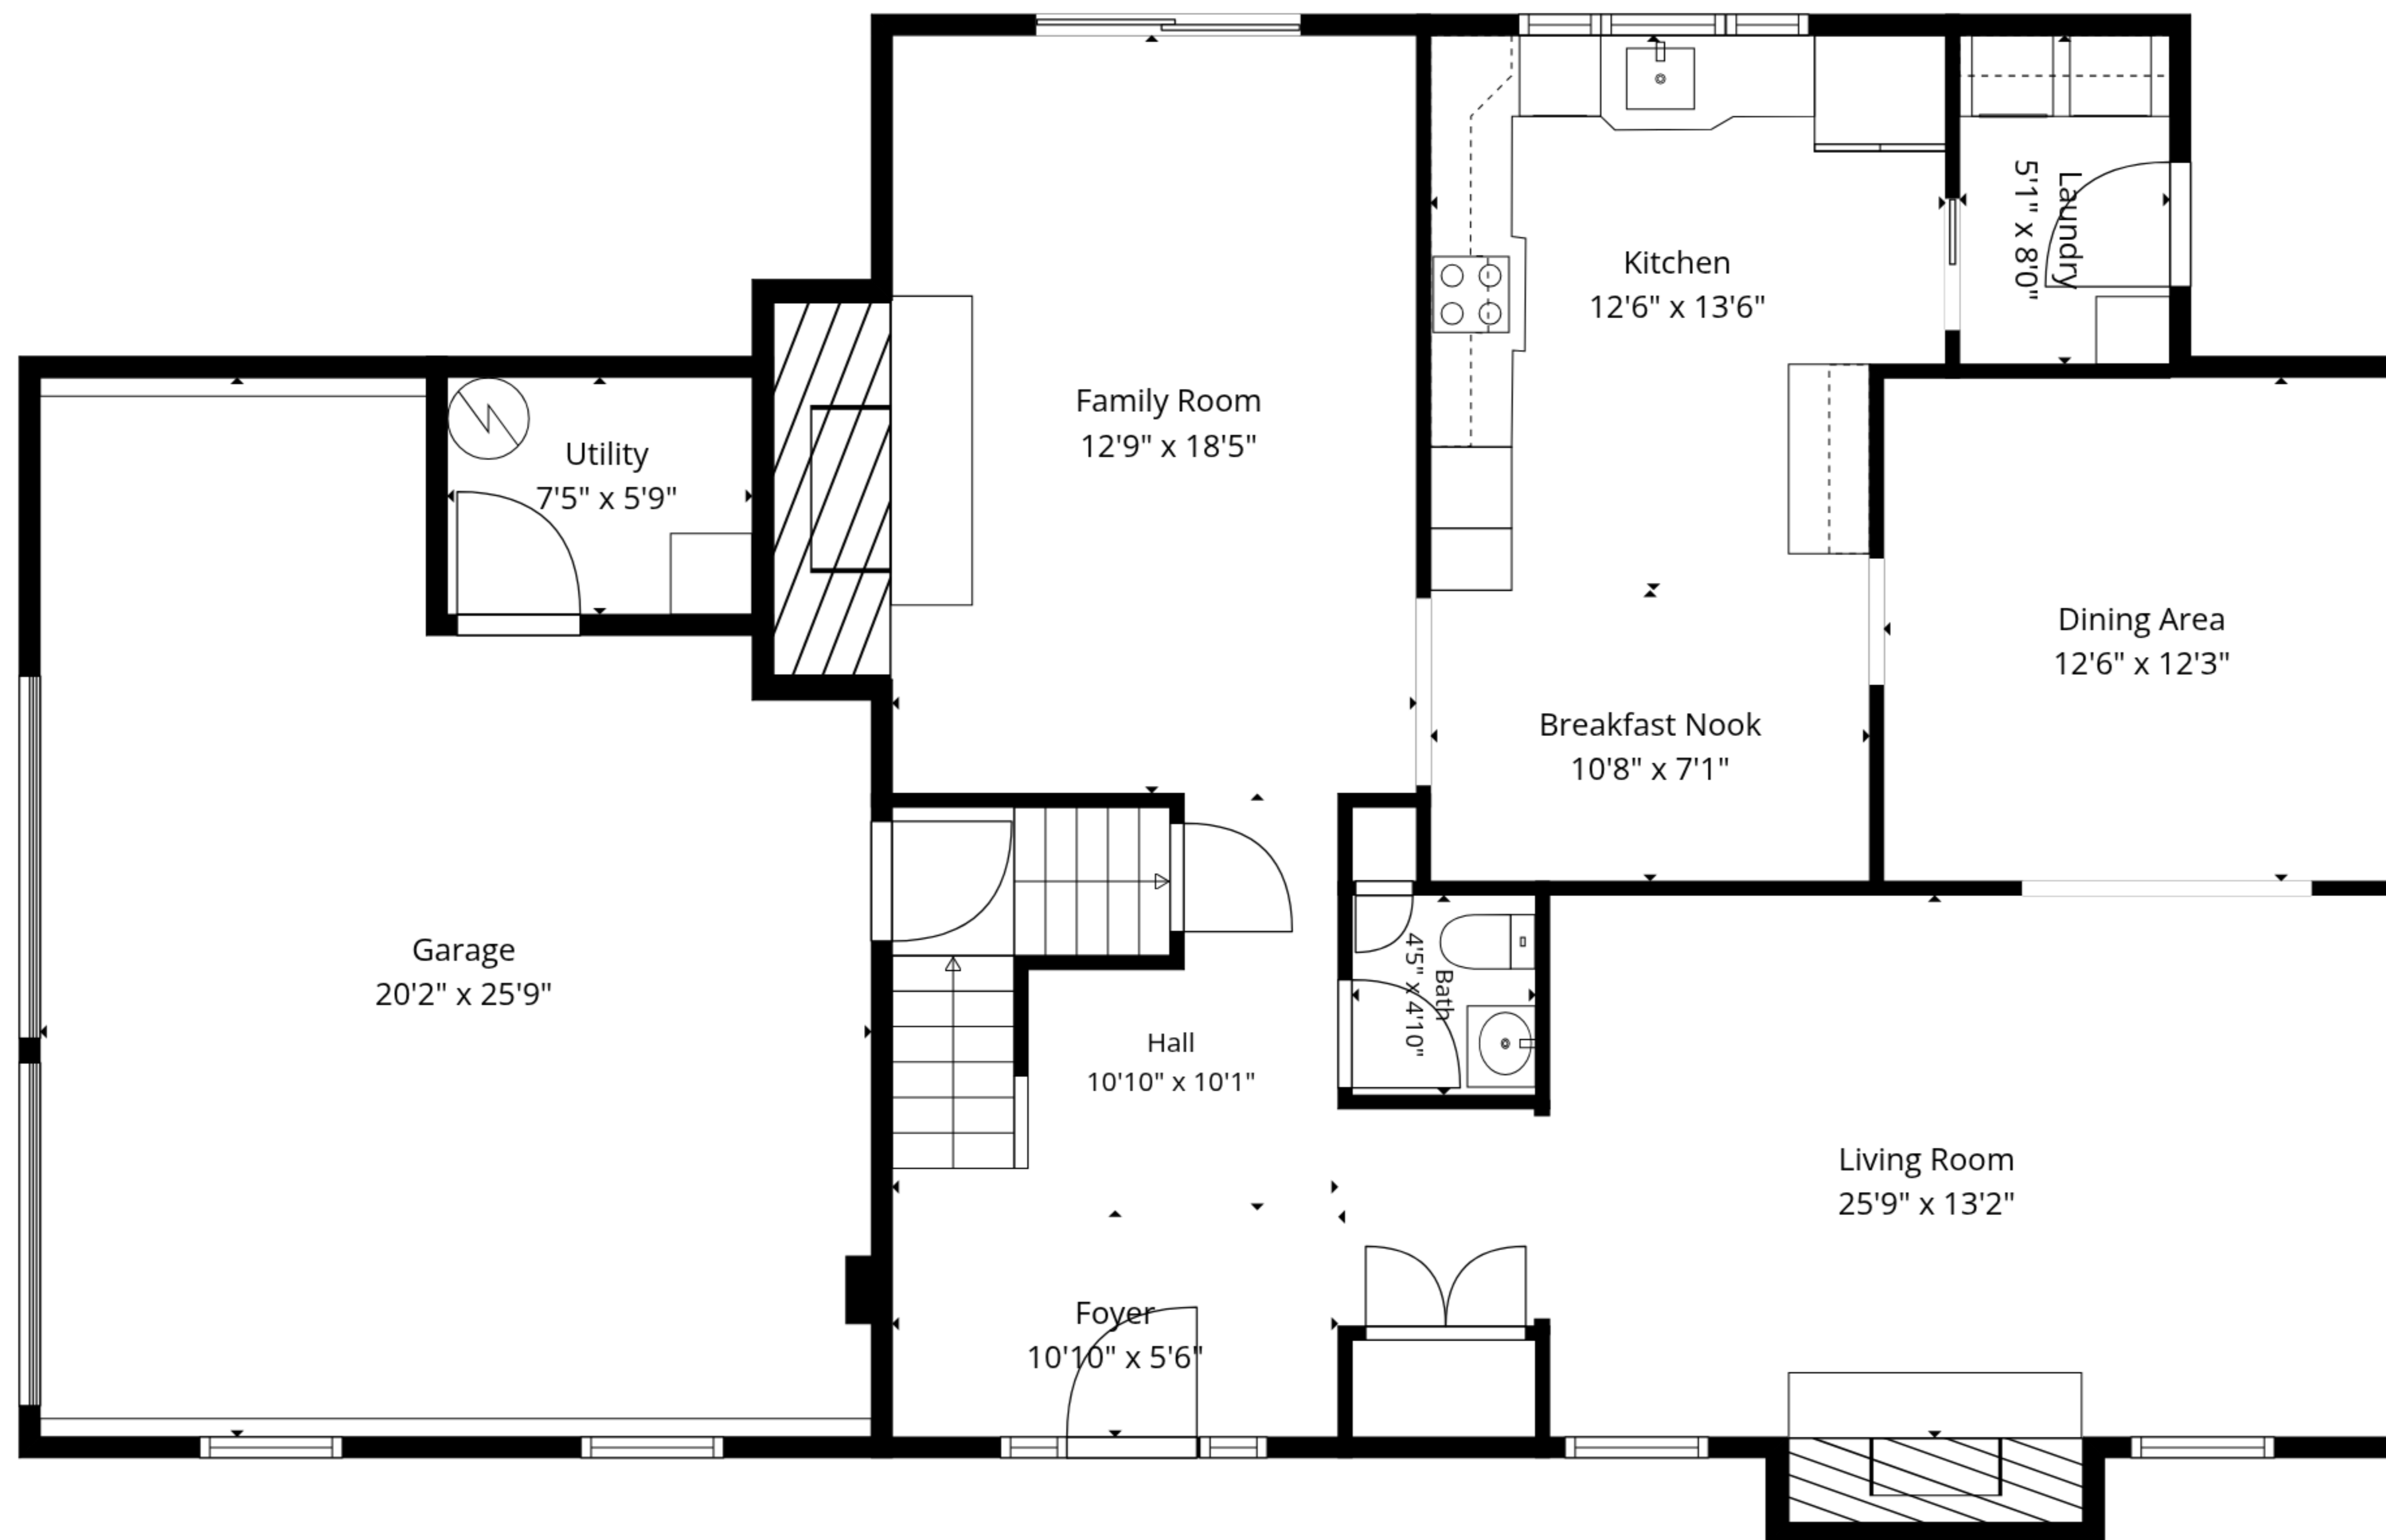 Laundry
5'1" x 8'0"
Kitchen
12'6" x 13'6"
Family Room
12'9" x 18'5"
Utility
7'5" x 5'9"
Dining Area
12'6" x 12'3"
Breakfast Nook
10'8" x 7'1"
Garage
20'2" x 25'9"
Bath
4'5" x 4'10"
Hall
10'10" x 10'1"
Living Room
25'9" x 13'2"
Foyer
10'10" x 5'6"